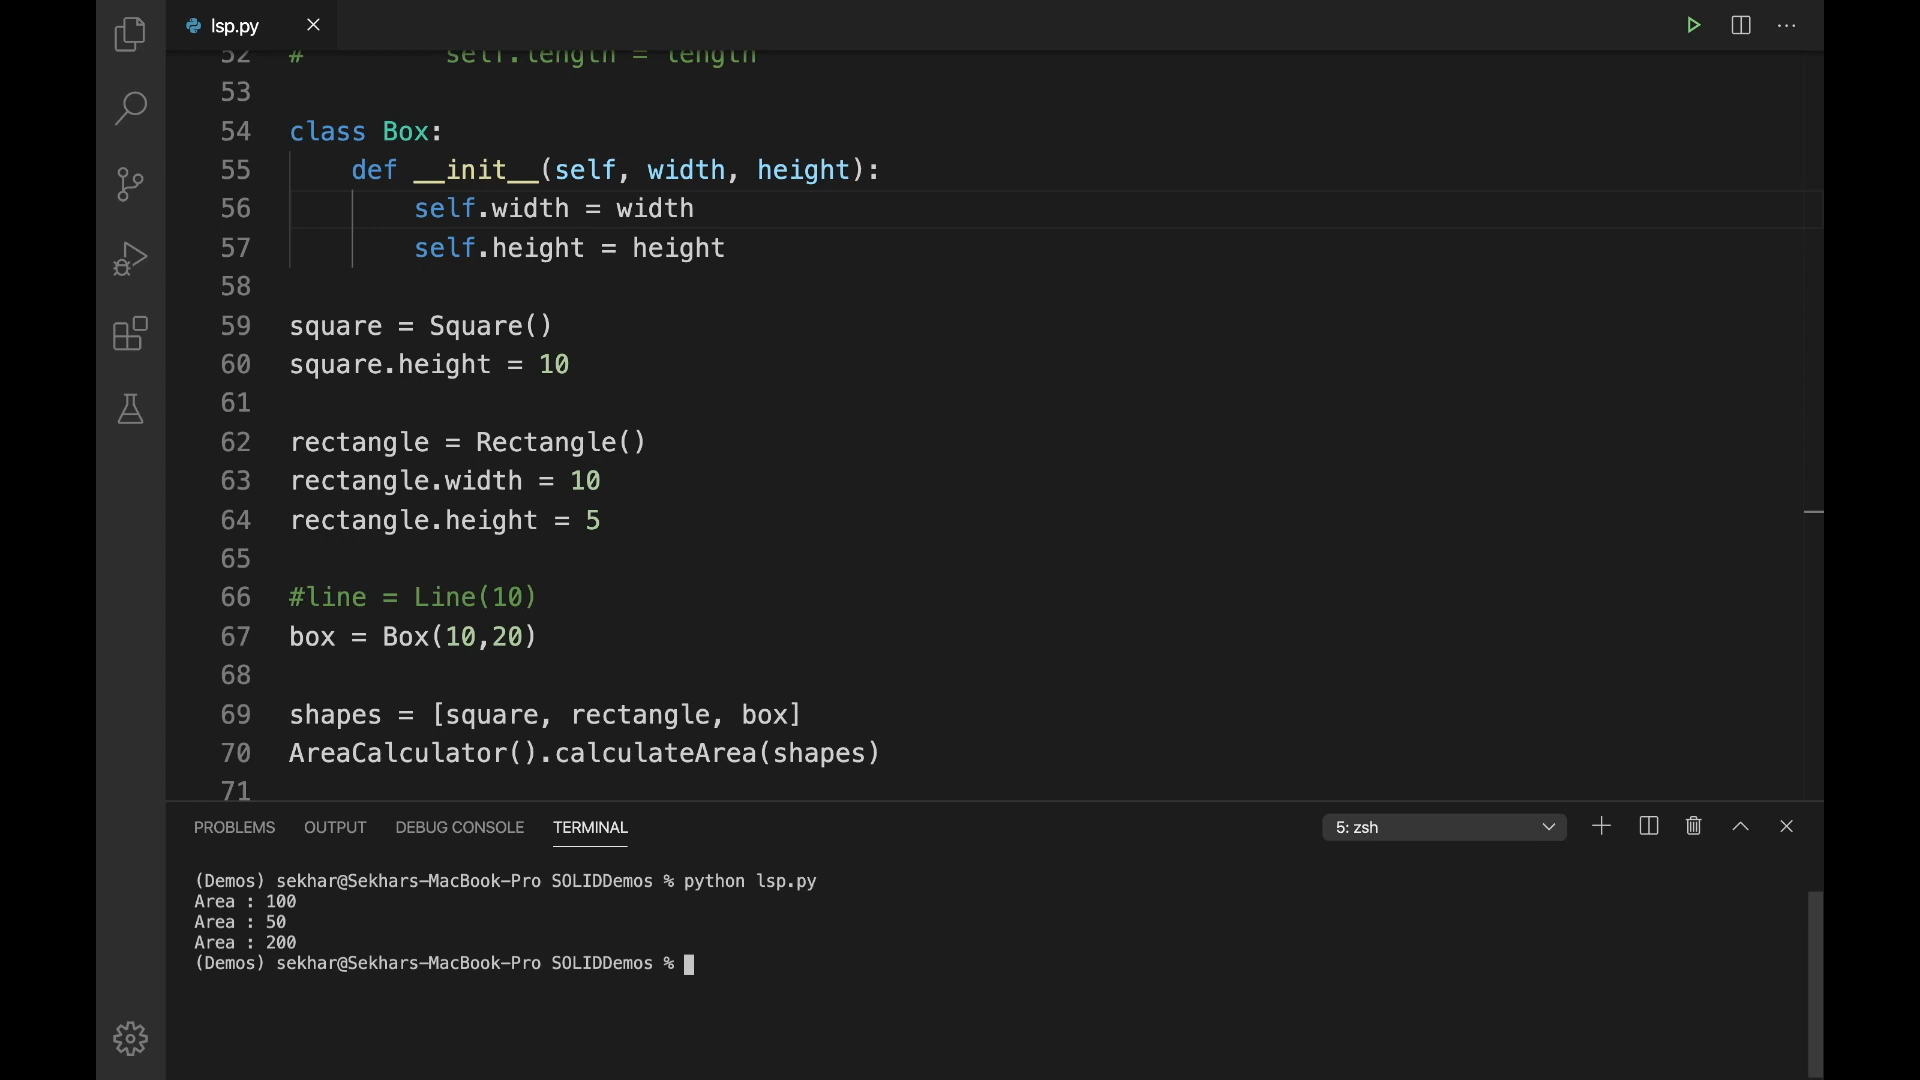 lsp.py
52 # self.length = length
53
54 class Box:
55 def __init__(self, width, height):
56 self.width = width
57 self.height = height
58
59 square = Square()
60 square.height = 10
61
62 rectangle = Rectangle()
63 rectangle.width = 10
64 rectangle.height = 5
65
66 #line = Line(10)
67 box = Box(10,20)
68
69 shapes = [square, rectangle, box]
70 AreaCalculator().calculateArea(shapes)
71
PROBLEMS OUTPUT DEBUG CONSOLE TERMINAL 5: zsh
(Demos) sekhar@Sekhars-MacBook-Pro SOLIDDemos % python lsp.py
Area : 100
Area : 50
Area : 200
(Demos) sekhar@Sekhars-MacBook-Pro SOLIDDemos %